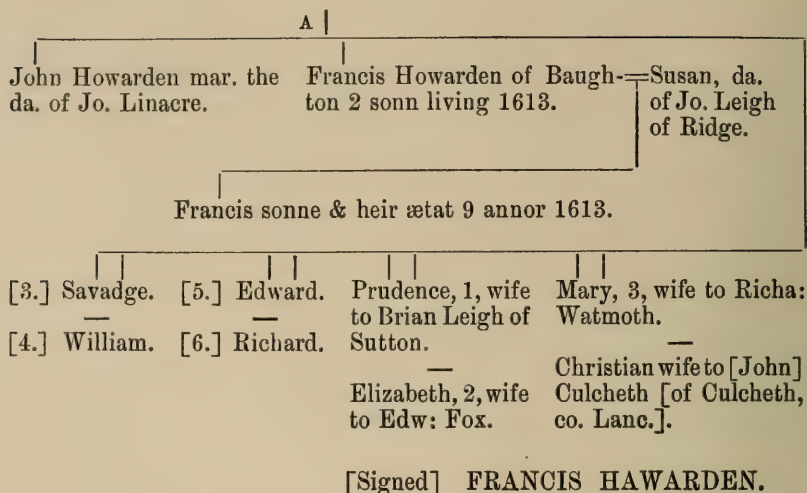 A
John Howarden mar. the
da. of Jo. Linacre.
Francis Howarden of Baugh-
ton 2 sonn living 1613.
Susan, da.
of Jo. Leigh
of Ridge.
Francis sonne & heir ætat 9 annor 1613.
[3.] Savadge.
[4.] William.
[5.] Edward.
[6.] Richard.
Prudence, 1, wife
to Brian Leigh of
Sutton.
Elizabeth, 2, wife
to Edw: Fox.
Mary, 3, wife to Richa:
Watmoth.
Christian wife to [John]
Culcheth [of Culcheth,
co. Lanc.].
[Signed] FRANCIS HAWARDEN.